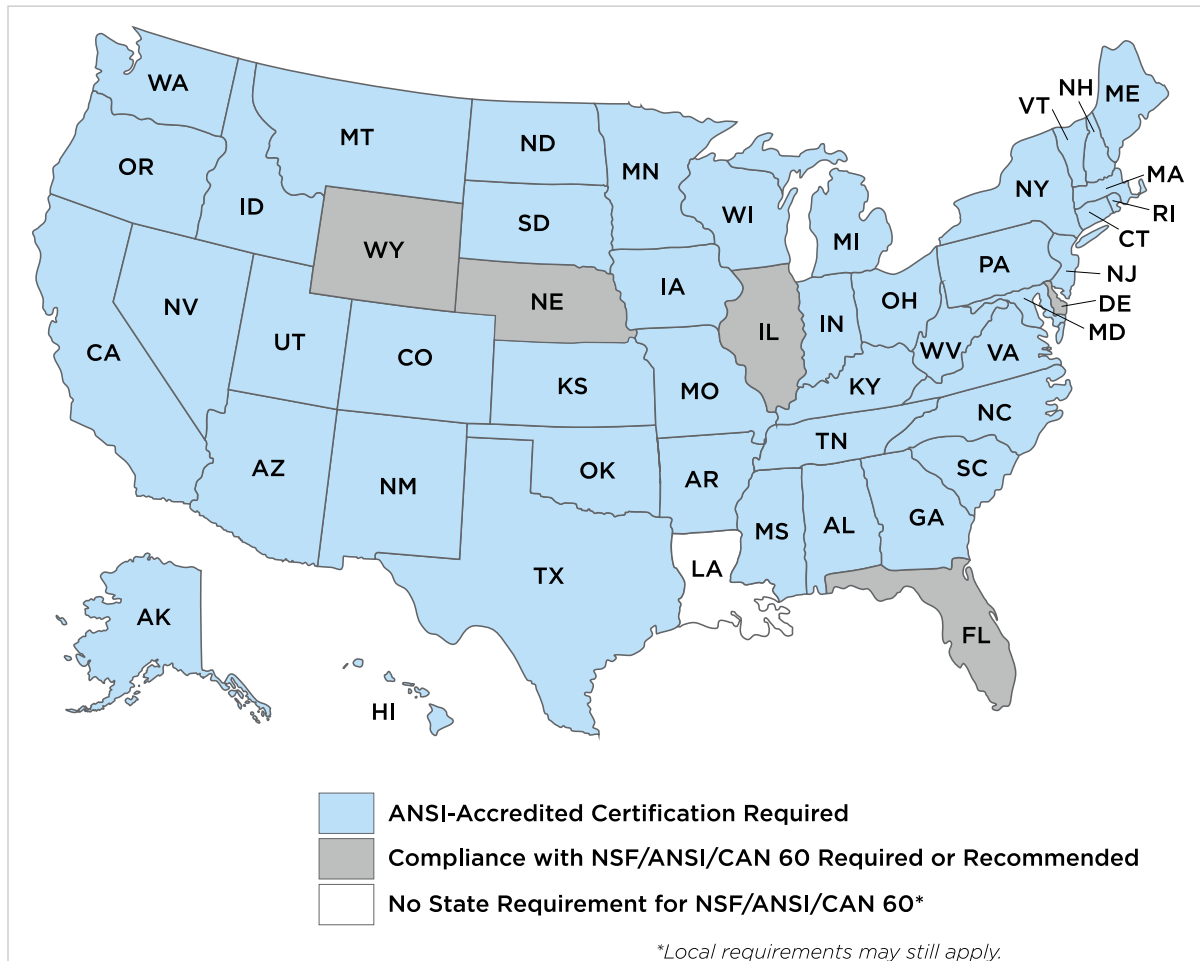 WA
NH
ME
VT
MT
ND
OR
MN
MA
ID
NY
WI
SD
RI
MI
WY
CT
PA
NJ
IA
NE
OH
DE
NV
IN
IL
MD
UT
WV
VA
CA
CO
KS
MO
KY
NC
TN
AZ
OK
SC
NM
AR
GA
MS
AL
LA
TX
AK
FL
HI
ANSI-Accredited Certification Required
Compliance with NSF/ANSI/CAN 60 Required or Recommended
No State Requirement for NSF/ANSI/CAN 60*
*Local requirements may still apply.